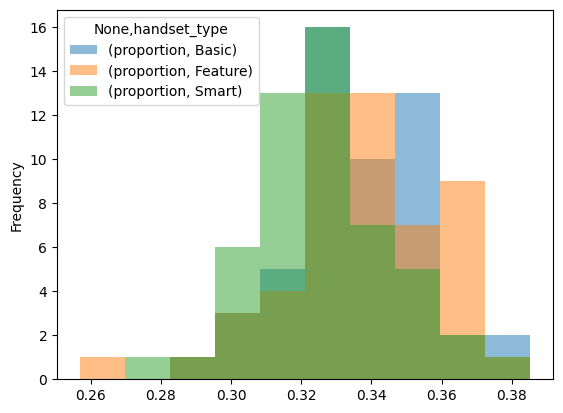 None,handset_type
(proportion, Basic)
(proportion, Feature)
(proportion, Smart)
Frequency
16
14
12
10
8
6
4
2
0
0.26 0.28 0.30 0.32 0.34 0.36 0.38